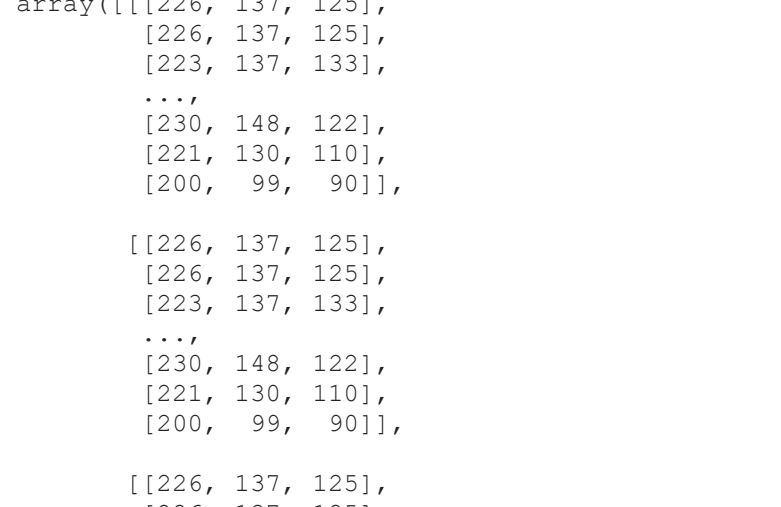 array([[[226, 137, 125],
[226, 137, 125],
[223, 137, 133],
...,
[230, 148, 122],
[221, 130, 110],
[200,  99,  90]],
[[226, 137, 125],
[226, 137, 125],
[223, 137, 133],
...,
[230, 148, 122],
[221, 130, 110],
[200,  99,  90]],
[[226, 137, 125],